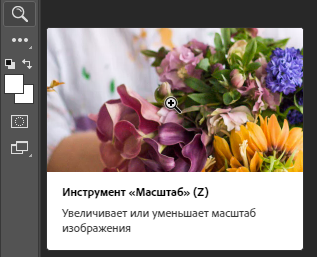 Инструмент «Масштаб» (Z)
Увеличивает или уменьшает масштаб
изображения